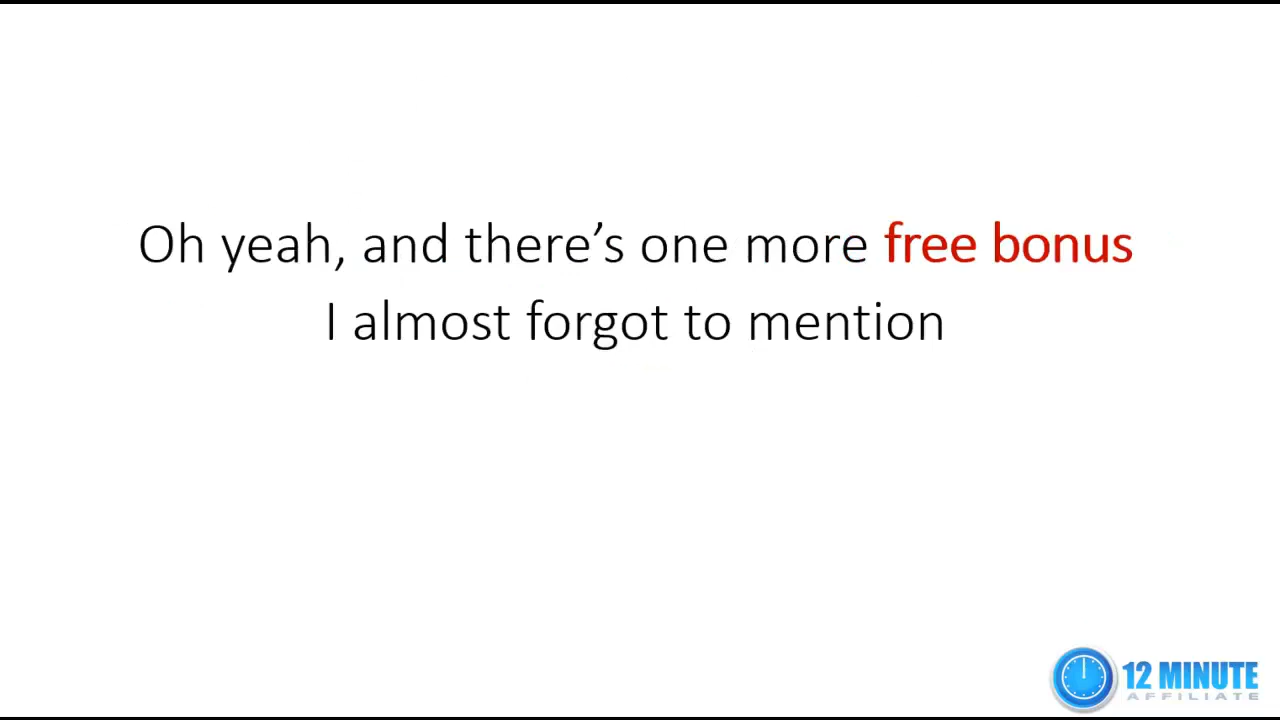 Oh yeah, and there’s one more free bonus
I almost forgot to mention
12 MINUTE
AFFILIATE